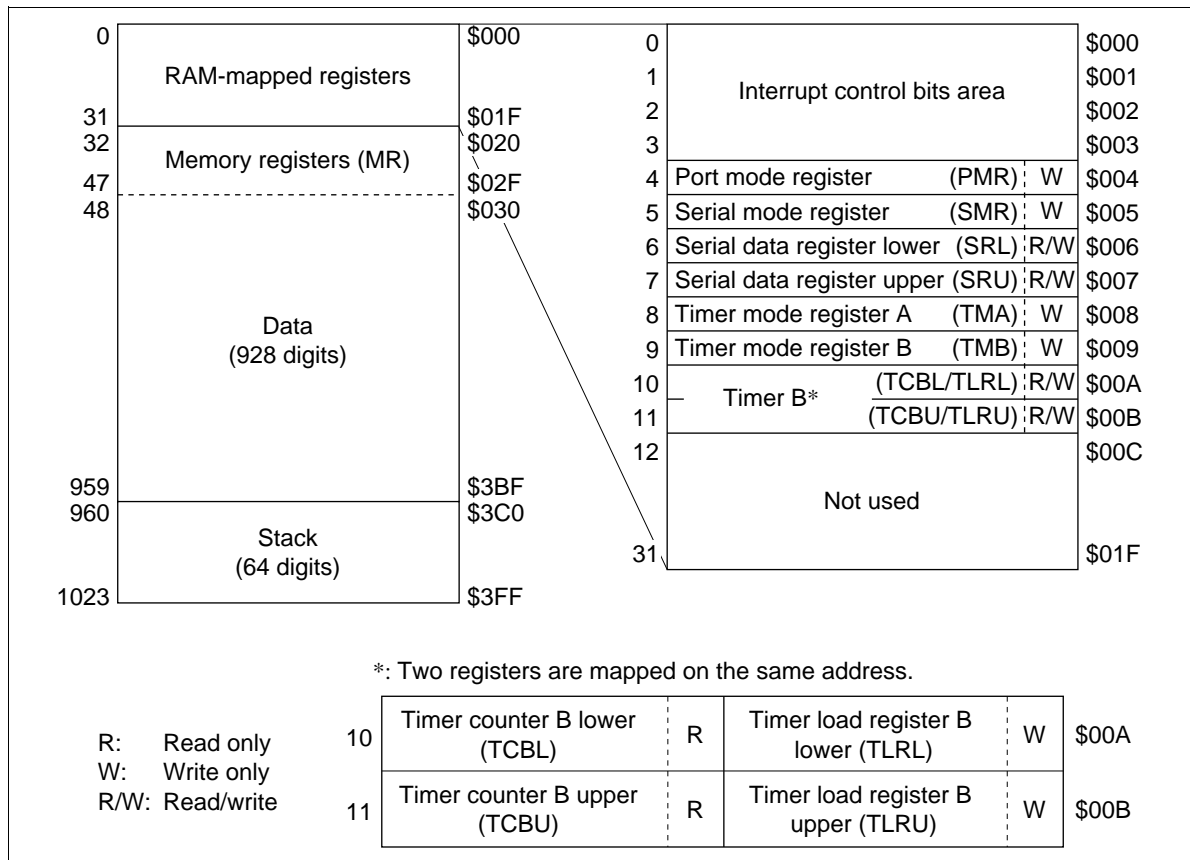 0 $000
RAM-mapped registers
31 $01F
32 $020
Memory registers (MR)
47 $02F
48 $030
Data
(928 digits)
959 $3BF
960 $3C0
Stack
(64 digits)
1023 $3FF
0 $000
1 $001
Interrupt control bits area
2 $002
3 $003
4 Port mode register (PMR) W $004
5 Serial mode register (SMR) W $005
6 Serial data register lower (SRL) R/W $006
7 Serial data register upper (SRU) R/W $007
8 Timer mode register A (TMA) W $008
9 Timer mode register B (TMB) W $009
10 (TCBL/TLRL) R/W $00A
Timer B*
11 (TCBU/TLRU) R/W $00B
12 $00C
Not used
31 $01F
*: Two registers are mapped on the same address.
R: Read only
W: Write only
R/W: Read/write
10 Timer counter B lower R Timer load register B W $00A
(TCBL) lower (TLRL)
11 Timer counter B upper R Timer load register B W $00B
(TCBU) upper (TLRU)